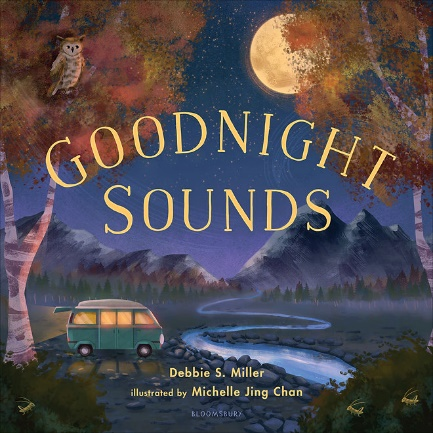 GOODNIGHT
SOUNDS
Debbie S. Miller
illustrated by Michelle Jing Chan
BLOOMSBURY